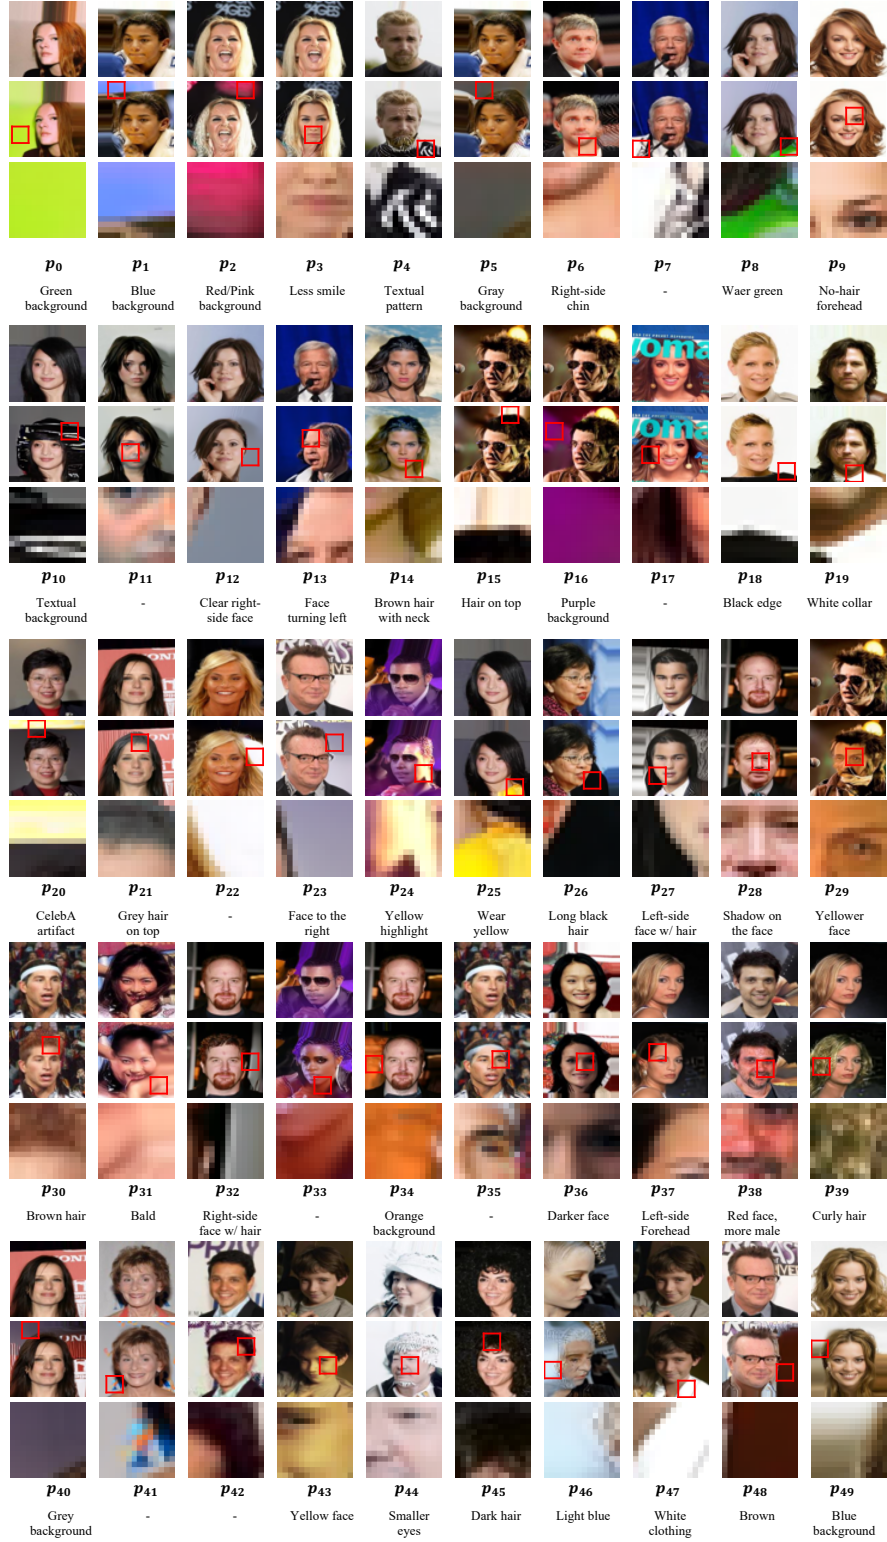 p0 p1 p2 p3 p4 p5 p6 p7 p8 p9
Green Blue Red/Pink Less smile Textual Gray Right-side - Waer green No-hair
background background background pattern background chin forehead
voma
voma
p10 p11 p12 p13 p14 p15 p16 p17 p18 p19
Textual - Clear right- Face Brown hair Hair on top Purple - Black edge White collar
background side face turning left with neck background
p20 p21 p22 p23 p24 p25 p26 p27 p28 p29
CelebA Grey hair - Face to the Yellow Wear Long black Left-side Shadow on Yellower
artifact on top right highlight yellow hair face w/ hair the face face
p30 p31 p32 p33 p34 p35 p36 p37 p38 p39
Brown hair Bald Right-side - Orange - Darker face Left-side Red face, Curly hair
face w/ hair background Forehead more male
p40 p41 p42 p43 p44 p45 p46 p47 p48 p49
Grey - - Yellow face Smaller Dark hair Light blue White Brown Blue
background eyes clothing background